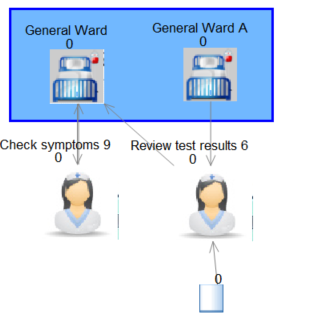 General Ward
0
General Ward A
0
Check symptoms 9
0
Review test results 6
0
0